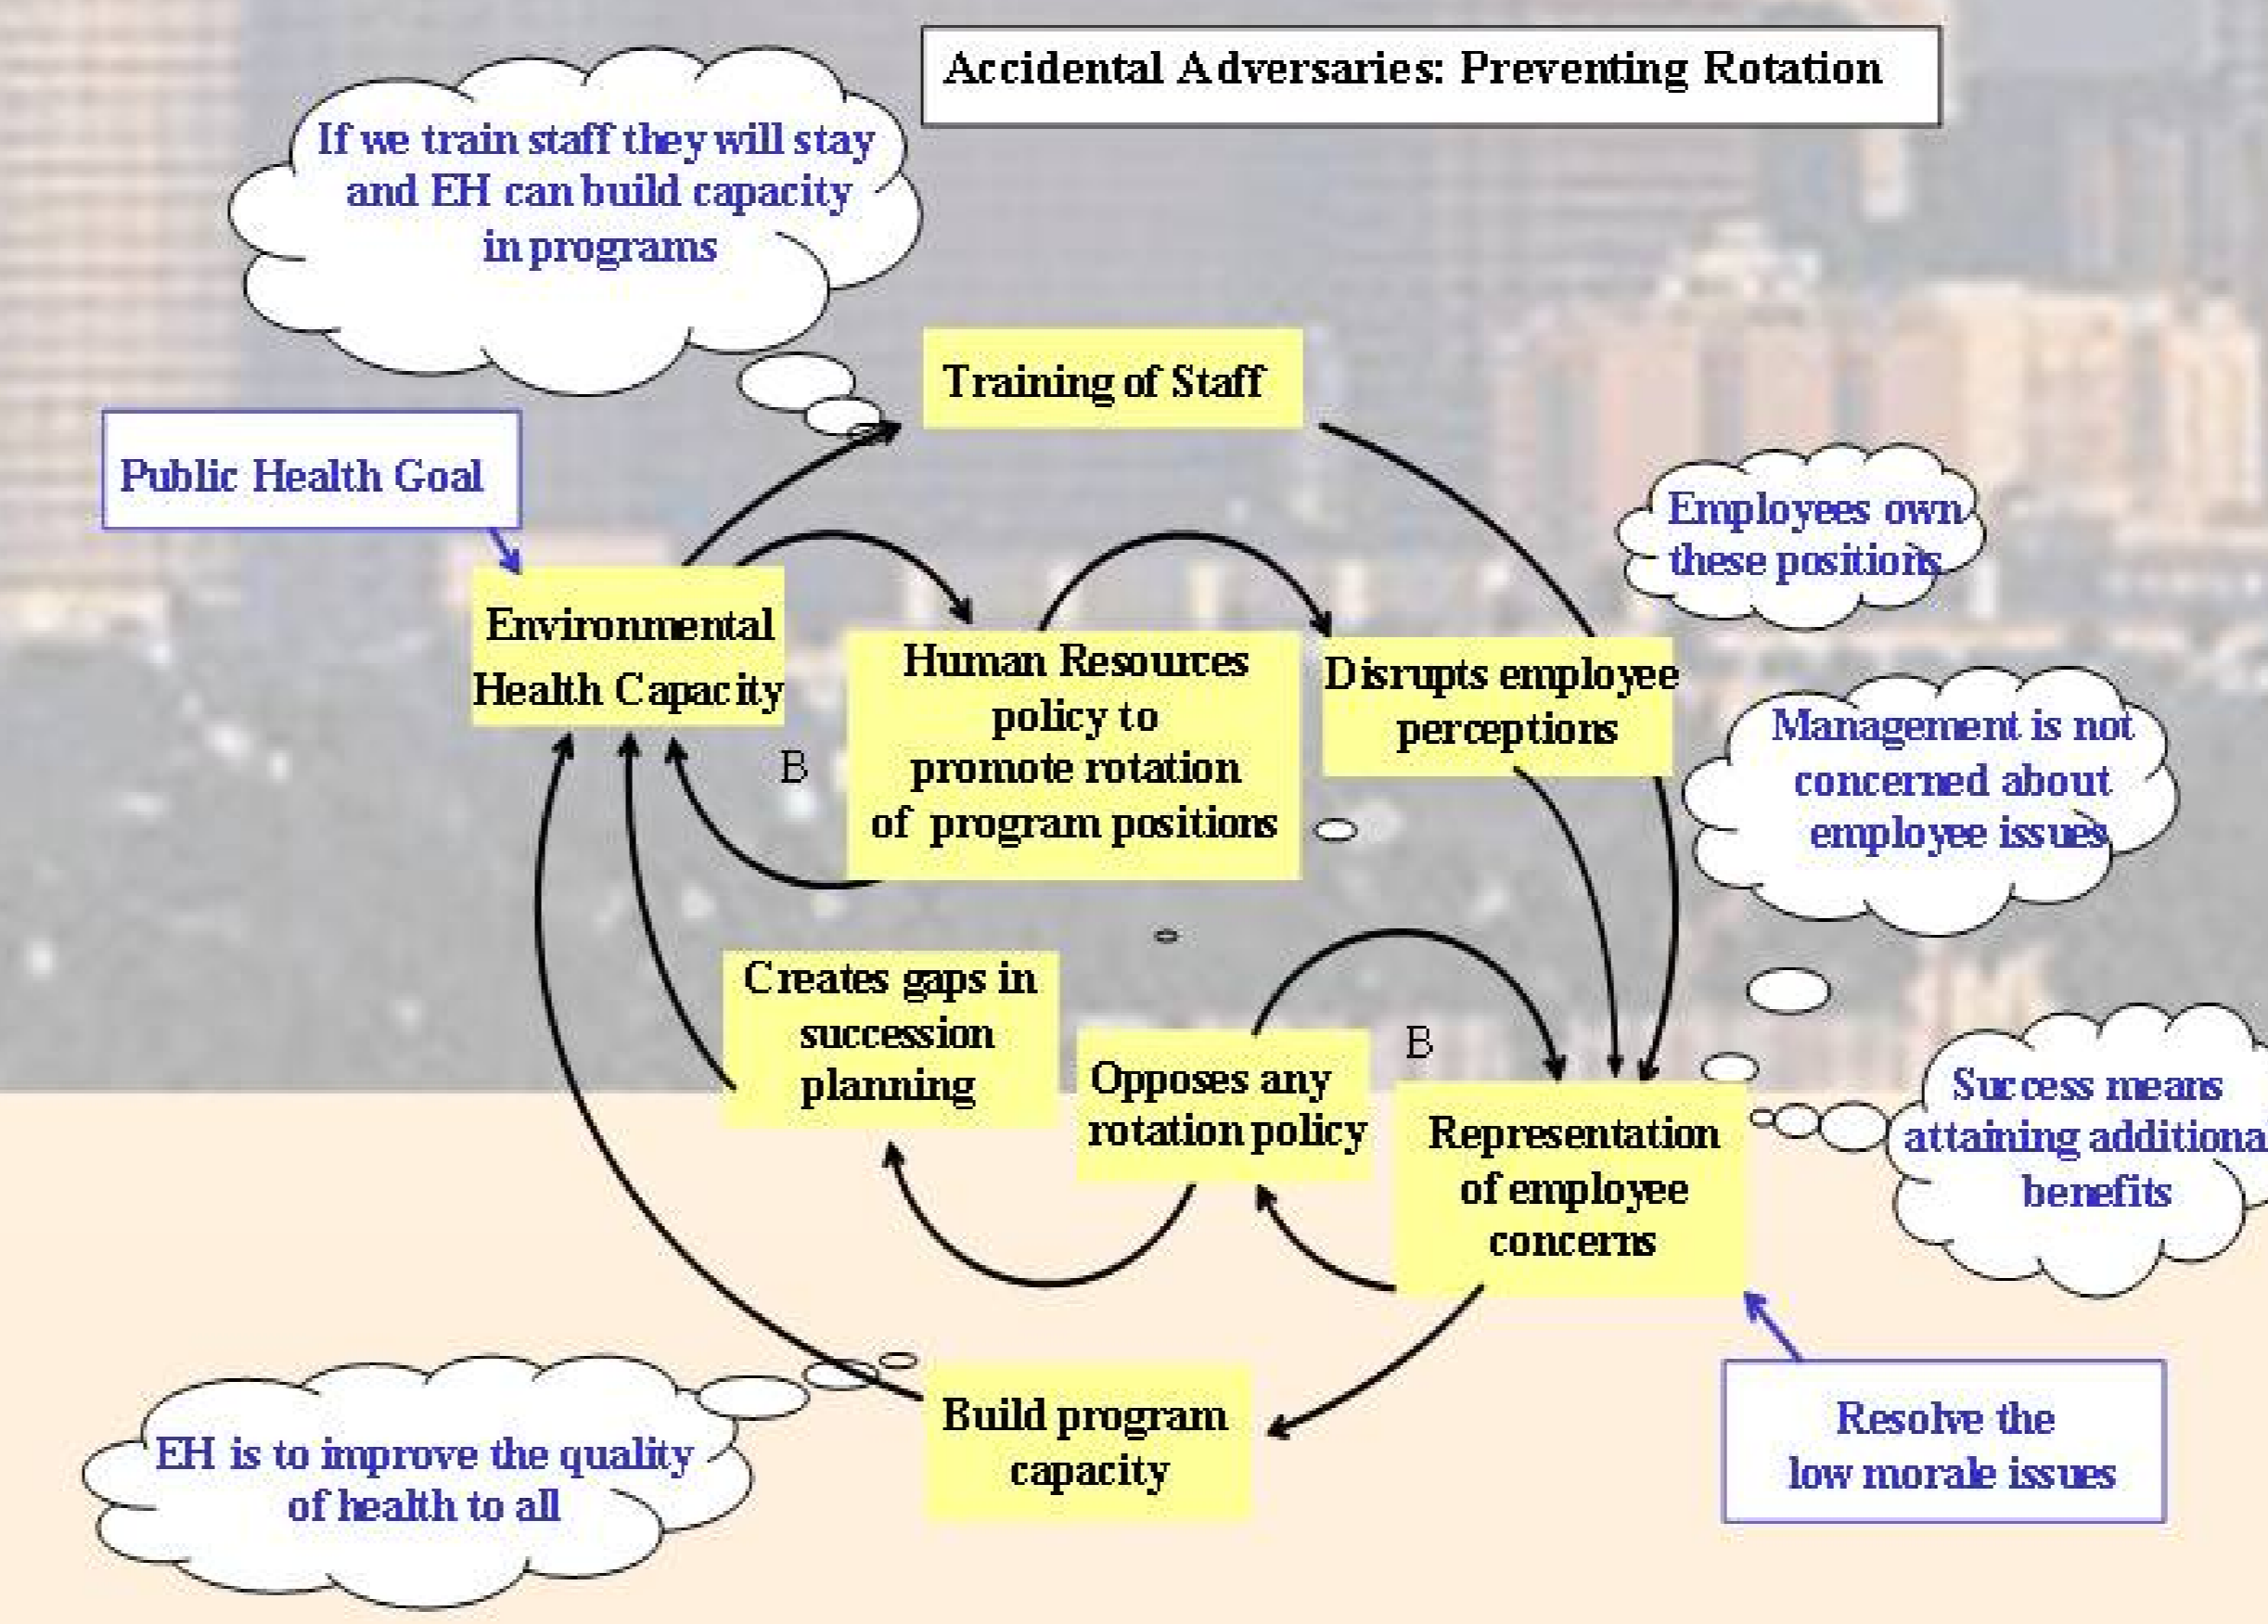 Accidental Adversaries: Preventing Rotation
If we train staff they will stay
and EH can build capacity
in programs
Training of Staff
Public Health Goal
Employees own
these positions
Environmental
Health Capacity
Human Resources
policy to
promote rotation
of program positions
Disrupts employee
perceptions
Management is not
concerned about
employee issues
B
Creates gaps in
succession
planning
Opposes any
rotation policy
B
Representation
of employee
concerns
Success means
attaining additiona
benefits
Build program
capacity
EH is to improve the quality
of health to all
Resolve the
low morale issues